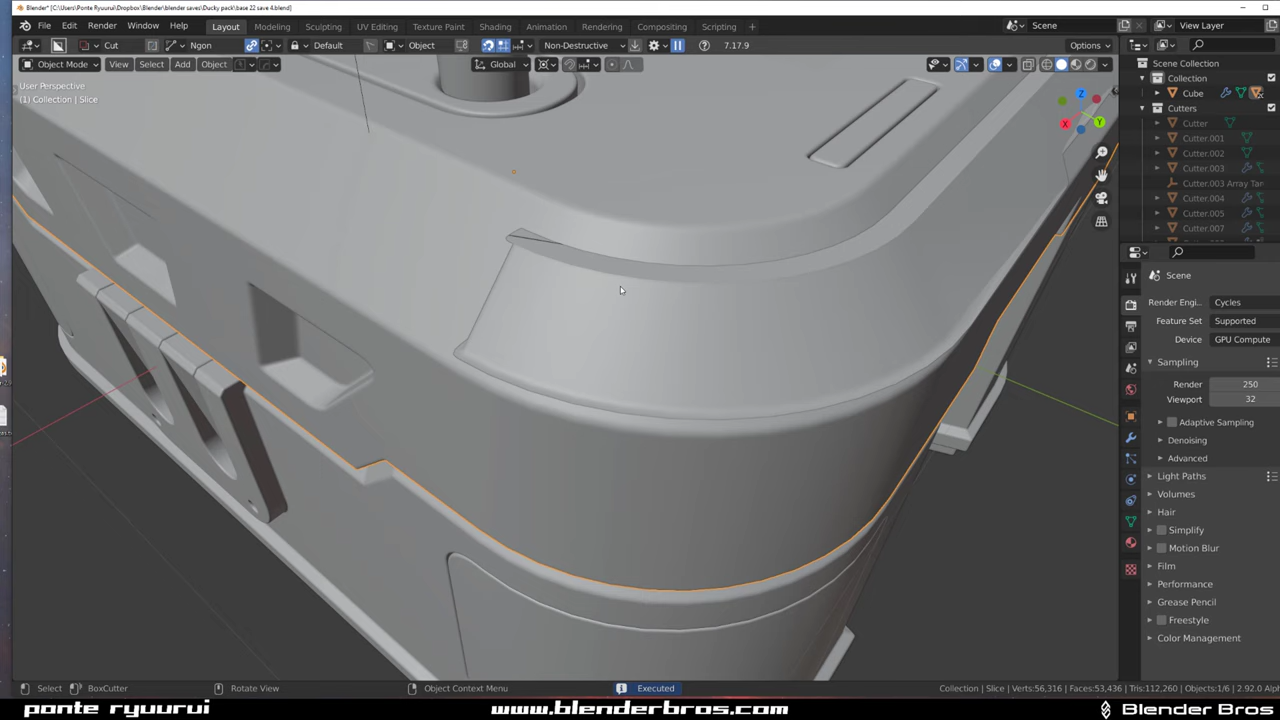 Blender* [C:\Users\Ponte Ryuurui\Dropbox\Blender\blender saves\Ducky pack\base 22 save 4.blend]
File Edit Render Window Help Layout Modeling Sculpting UV Editing Texture Paint Shading Animation Rendering Compositing Scripting + Scene View Layer
Cut Ngon Default Object Non-Destructive 7.17.9 Options
Object Mode View Select Add Object Global
User Perspective
(1) Collection | Slice
Z
X
Y
Scene Collection
Collection
Cube
Cutters
Cutter
Cutter.001
Cutter.002
Cutter.003
Cutter.003 Array Tar
Cutter.004
Cutter.005
Cutter.007
Scene
Render Engi... Cycles
Feature Set Supported
Device GPU Compute
Sampling
Render 250
Viewport 32
Adaptive Sampling
Denoising
Advanced
Light Paths
Volumes
Hair
Simplify
Motion Blur
Film
Performance
Grease Pencil
Freestyle
Color Management
Select BoxCutter Rotate View Object Context Menu Executed Collection | Slice | Verts:56,316 | Faces:53,436 | Tris:112,260 | Objects:1/6 | 2.92.0 Alph
ponte ryuurui www.blenderbros.com Blender Bros